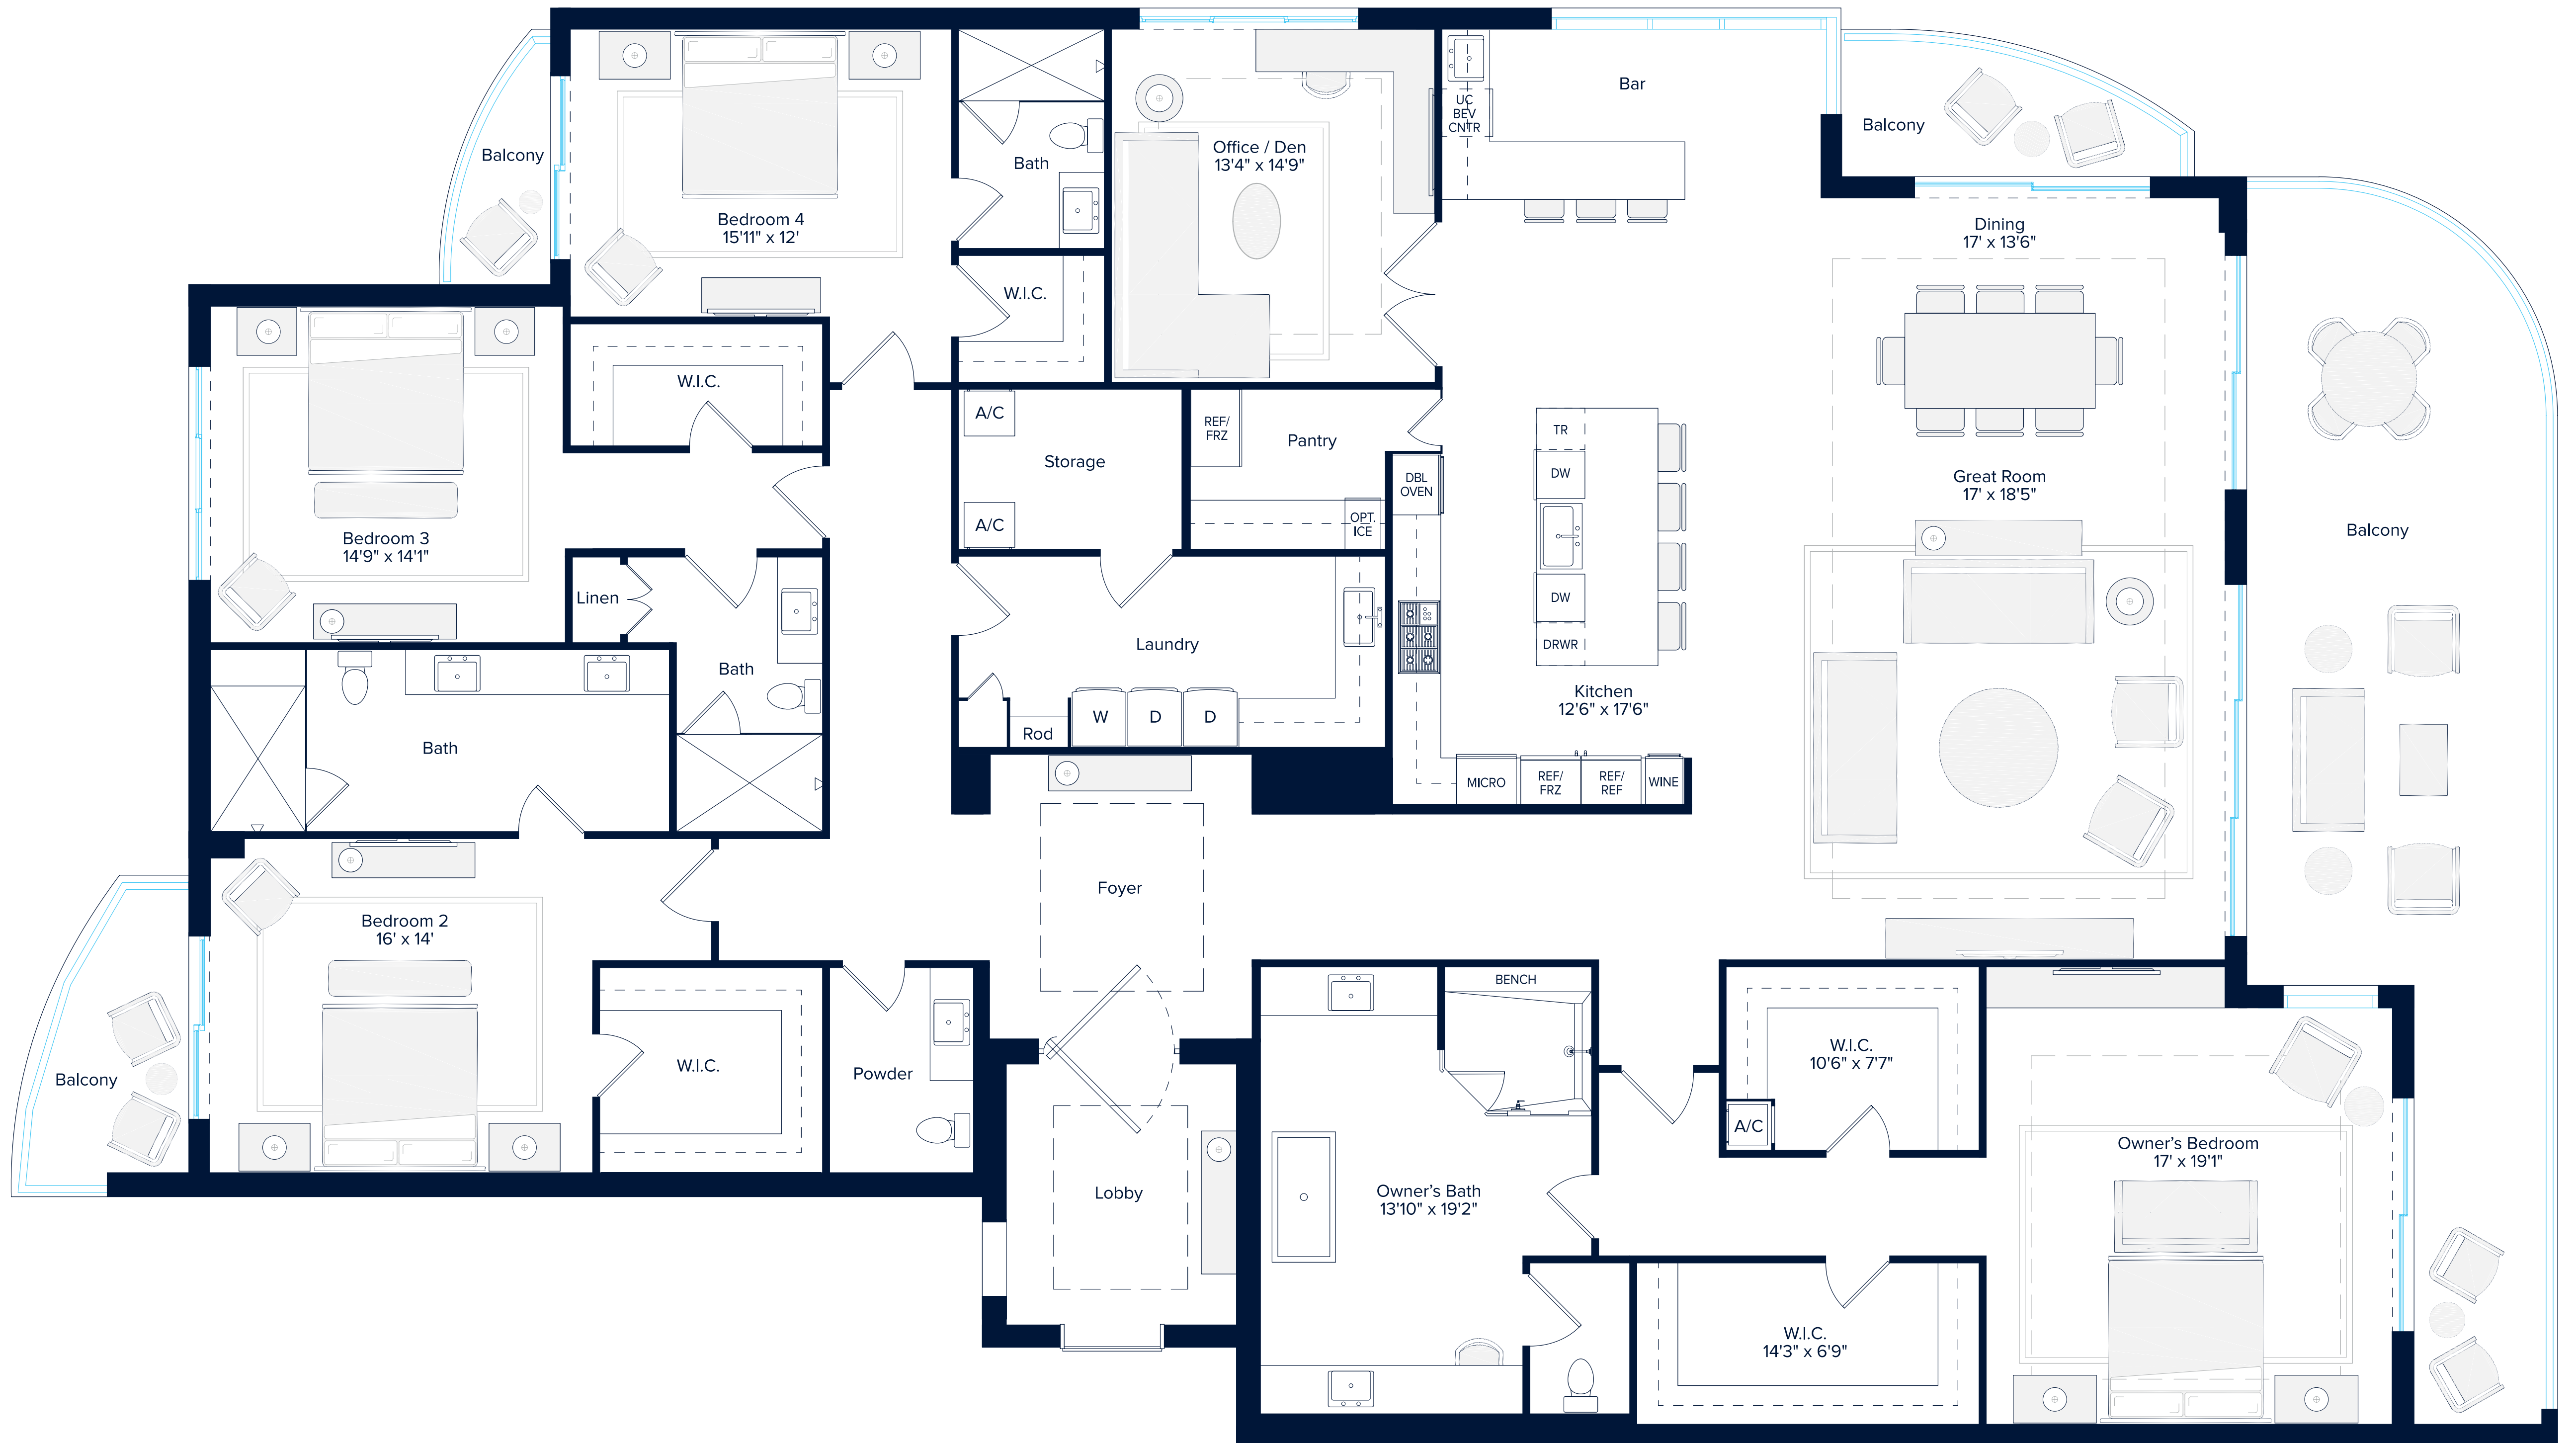 Bar
UC
BEV
CNTR
Balcony
Office / Den
13'4" x 14'9"
Balcony
Bath
Bedroom 4
15'11" x 12'
Dining
17' x 13'6"
W.I.C.
W.I.C.
A/C
REF/
FRZ
Pantry
TR
Storage
DW
DBL
OVEN
Great Room
17' x 18'5"
A/C
OPT.
ICE
Balcony
Bedroom 3
14'9" x 14'1"
Linen
DW
Laundry
DRWR
Bath
Kitchen
12'6" x 17'6"
W
D
D
Rod
Bath
MICRO
REF/
FRZ
REF/
REF
WINE
Foyer
Bedroom 2
16' x 14'
BENCH
W.I.C.
10'6" x 7'7"
W.I.C.
Powder
Balcony
A/C
Owner’s Bedroom
17' x 19'1"
Lobby
Owner’s Bath
13'10" x 19'2"
W.I.C.
14'3" x 6'9"